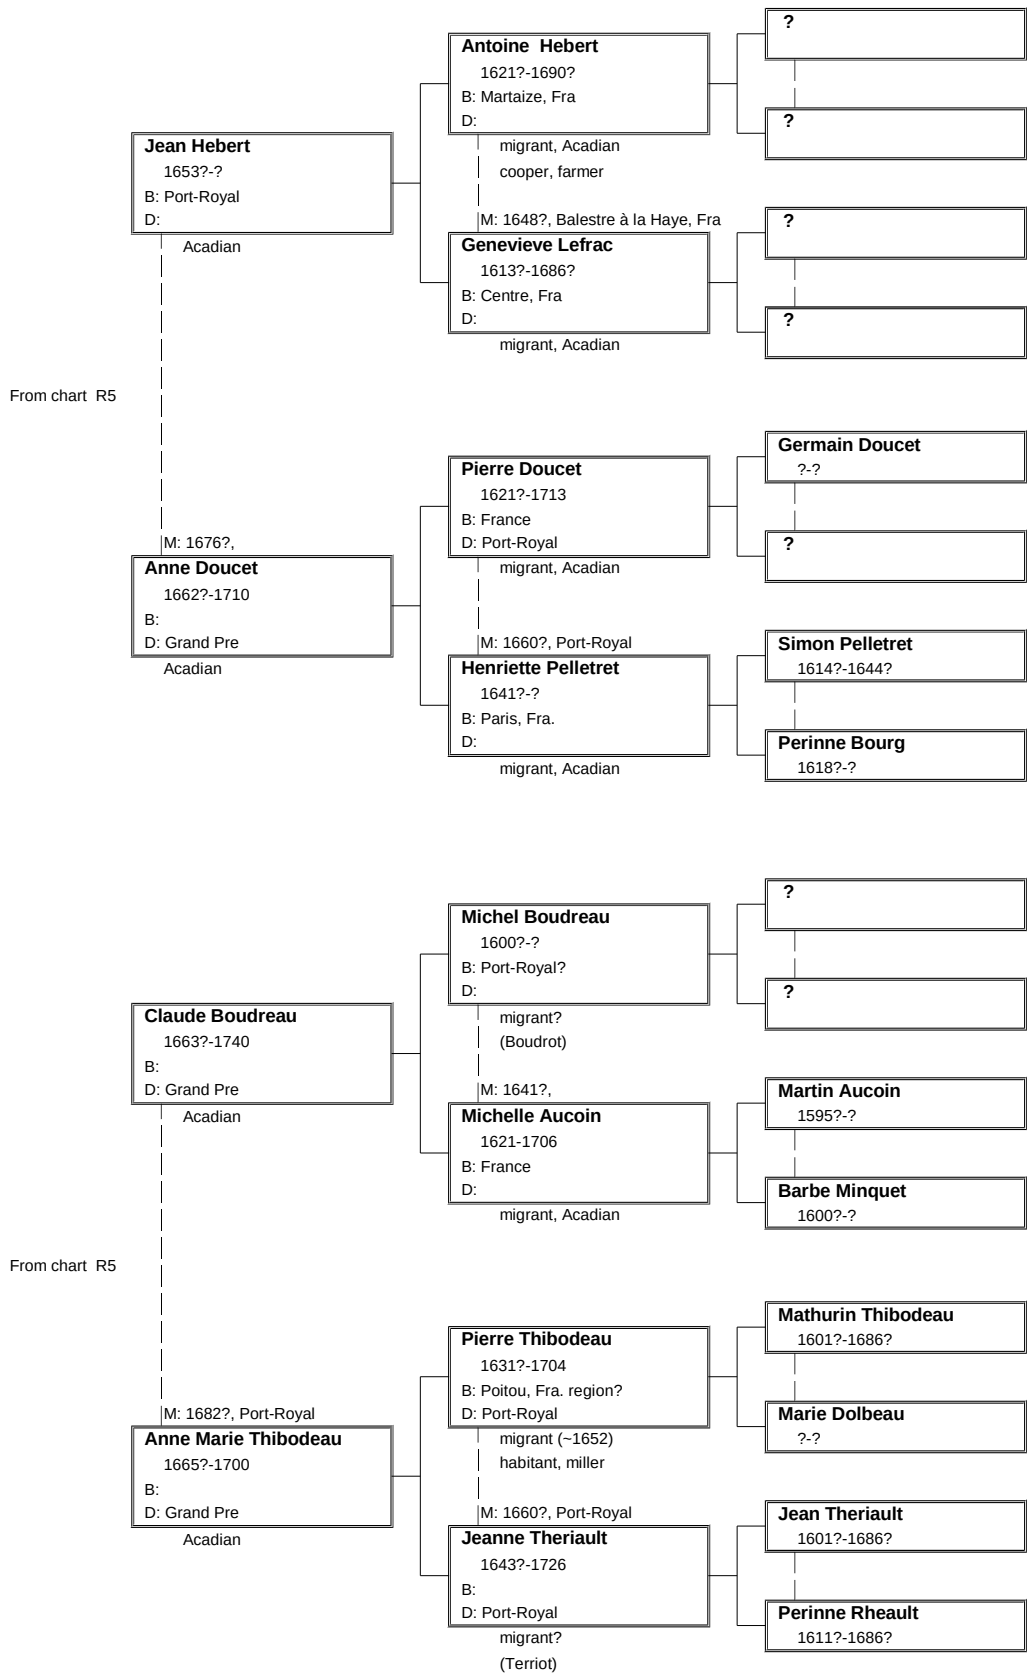 ?
Antoine  Hebert
1621?-1690?
B: Martaize, Fra
D:
migrant, Acadian
cooper, farmer
?
Jean Hebert
1653?-?
B: Port-Royal
D:
Acadian
M: 1648?, Balestre à la Haye, Fra
?
Genevieve Lefrac
1613?-1686?
B: Centre, Fra
D:
migrant, Acadian
?
From chart  R5
Germain Doucet
?-?
Pierre Doucet
1621?-1713
B: France
D: Port-Royal
migrant, Acadian
?
M: 1676?,
Anne Doucet
1662?-1710
B:
D: Grand Pre
Acadian
M: 1660?, Port-Royal
Simon Pelletret
1614?-1644?
Henriette Pelletret
1641?-?
B: Paris, Fra.
D:
migrant, Acadian
Perinne Bourg
1618?-?
?
Michel Boudreau
1600?-?
B: Port-Royal?
D:
migrant?
(Boudrot)
?
Claude Boudreau
1663?-1740
B:
D: Grand Pre
Acadian
M: 1641?,
Martin Aucoin
1595?-?
Michelle Aucoin
1621-1706
B: France
D:
migrant, Acadian
Barbe Minquet
1600?-?
From chart  R5
Mathurin Thibodeau
1601?-1686?
Pierre Thibodeau
1631?-1704
B: Poitou, Fra. region?
D: Port-Royal
migrant (~1652)
habitant, miller
Marie Dolbeau
?-?
M: 1682?, Port-Royal
Anne Marie Thibodeau
1665?-1700
B:
D: Grand Pre
Acadian
M: 1660?, Port-Royal
Jean Theriault
1601?-1686?
Jeanne Theriault
1643?-1726
B:
D: Port-Royal
migrant?
(Terriot)
Perinne Rheault
1611?-1686?